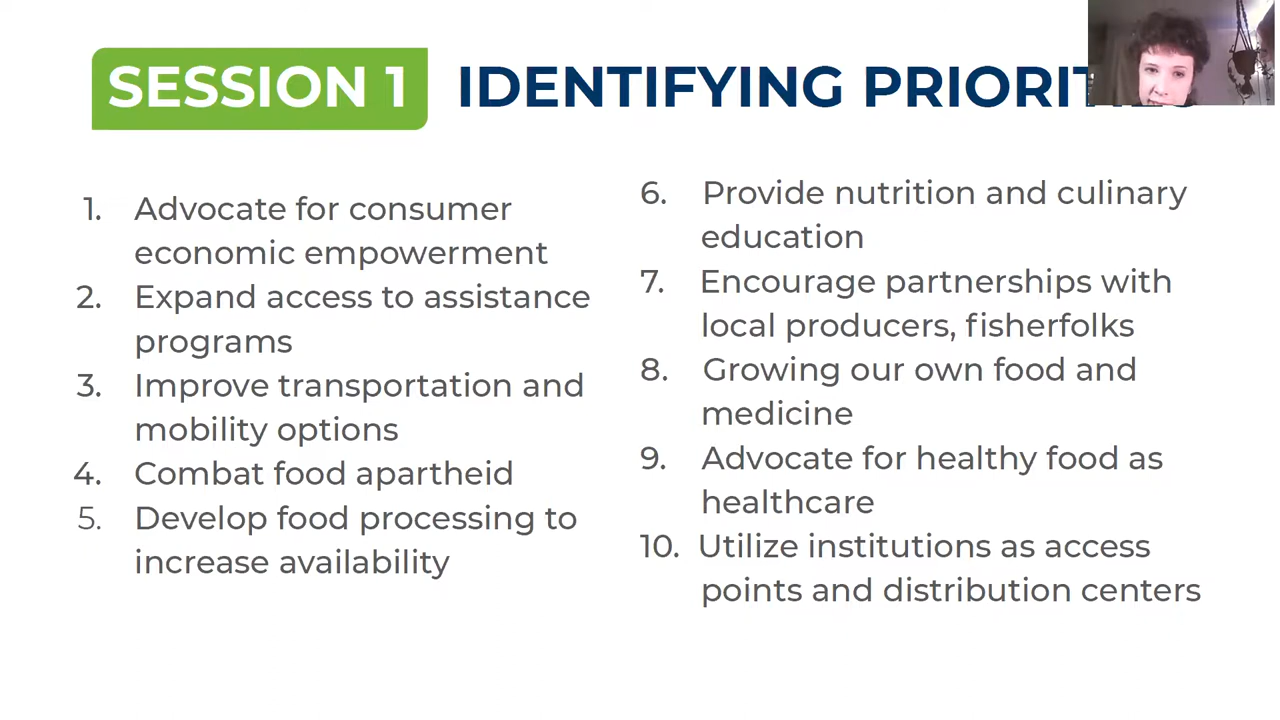 SESSION 1 IDENTIFYING
1. Advocate for consumer
economic empowerment
2. Expand access to assistance
programs
3. Improve transportation and
mobility options
4. Combat food apartheid
5. Develop food processing to
increase availability
6. Provide nutrition and culinary
education
7. Encourage partnerships with
local producers, fisherfolks
8. Growing our own food and
medicine
9. Advocate for healthy food as
healthcare
10. Utilize institutions as access
points and distribution centers